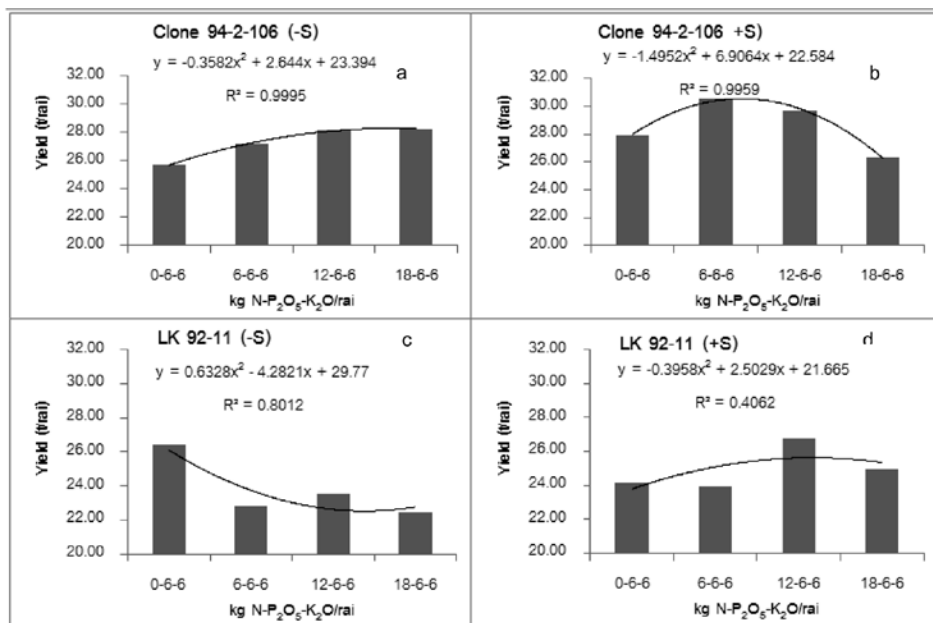 Clone 94-2-106 (-S)
y = -0.3582x² + 2.644x + 23.394
a
R² = 0.9995
Yield (t/rai)
32.00
30.00
28.00
26.00
24.00
22.00
20.00
0-6-6 6-6-6 12-6-6 18-6-6
kg N-P₂O₅-K₂O/rai
Clone 94-2-106 +S)
y = -1.4952x² + 6.9064x + 22.584
b
R² = 0.9959
Yield (t/rai)
32.00
30.00
28.00
26.00
24.00
22.00
20.00
0-6-6 6-6-6 12-6-6 18-6-6
kg N-P₂O₅-K₂O/rai
LK 92-11 (-S)
c
y = 0.6328x² - 4.2821x + 29.77
R² = 0.8012
Yield (t/rai)
32.00
30.00
28.00
26.00
24.00
22.00
20.00
0-6-6 6-6-6 12-6-6 18-6-6
kg N-P₂O₅-K₂O/rai
LK 92-11 (+S)
d
y = -0.3958x² + 2.5029x + 21.665
R² = 0.4062
Yield (t/rai)
32.00
30.00
28.00
26.00
24.00
22.00
20.00
0-6-6 6-6-6 12-6-6 18-6-6
kg N-P₂O₅-K₂O/rai